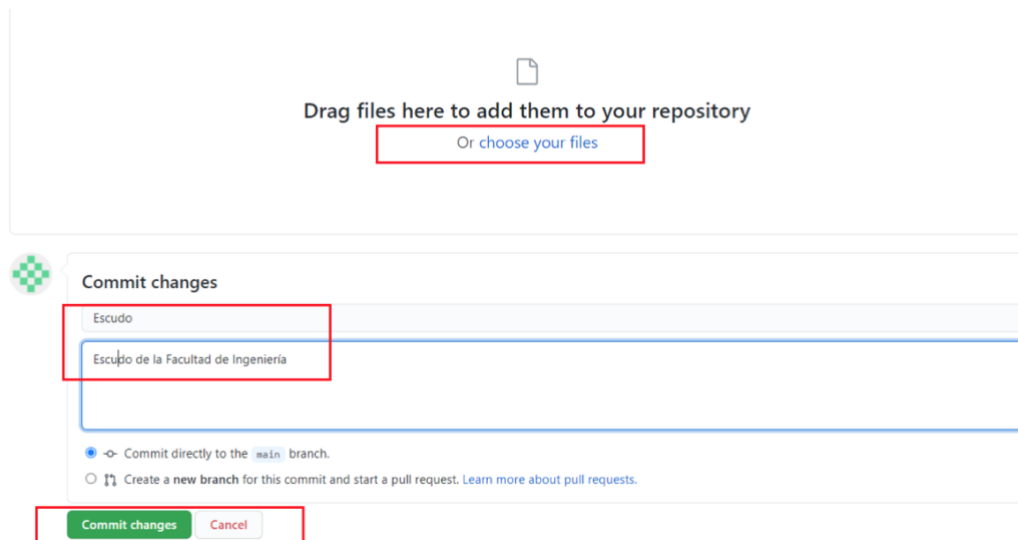 Drag files here to add them to your repository
Or choose your files
Commit changes
Escudo
Escudo de la Facultad de Ingeniería
Commit directly to the main branch.
Create a new branch for this commit and start a pull request. Learn more about pull requests.
Commit changes Cancel